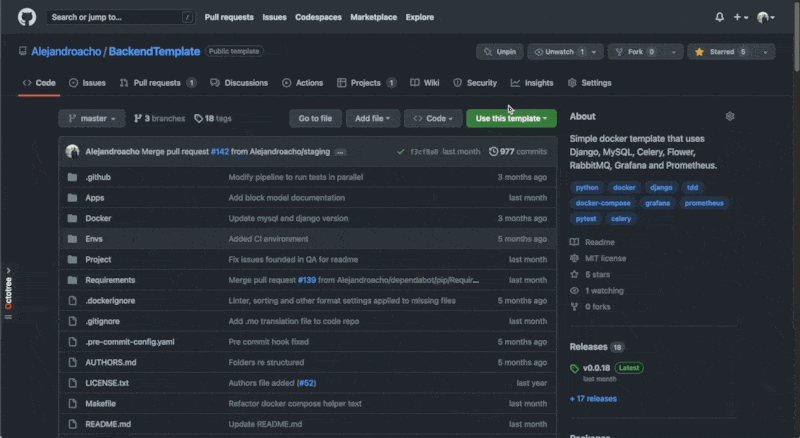 Search or jump to... / Pull requests Issues Codespaces Marketplace Explore
Alejandroacho / BackendTemplate Public template Unpin Unwatch 1 Fork 0 Starred 5
Code Issues Pull requests 1 Discussions Actions Projects 1 Wiki Security Insights Settings
master 3 branches 18 tags Go to file Add file Code Use this template
Alejandroacho Merge pull request #142 from Alejandroacho/staging ... f3cf8a8 last month 977 commits
.github Modify pipeline to run tests in parallel 3 months ago
Apps Add block model documentation last month
Docker Update mysql and django version 3 months ago
Envs Added CI environment 5 months ago
Project Fix issues founded in QA for readme last month
Requirements Merge pull request #139 from Alejandroacho/dependabot/pip/Requir... last month
.dockerignore Linter, sorting and other format settings applied to missing files 5 months ago
.gitignore Add .mo translation file to code repo last month
.pre-commit-config.yaml Pre commit hook fixed 5 months ago
AUTHORS.md Folders re structured 5 months ago
LICENSE.txt Authors file added (#52) last year
Makefile Refactor docker compose helper text last month
README.md Update README.md last month
About
Simple docker template that uses
Django, MySQL, Celery, Flower,
RabbitMQ, Grafana and Prometheus.
python docker django tdd
docker-compose grafana prometheus
pytest celery
Readme
MIT license
5 stars
1 watching
0 forks
Releases 18
v0.0.18 Latest
last month
+ 17 releases
Octotree